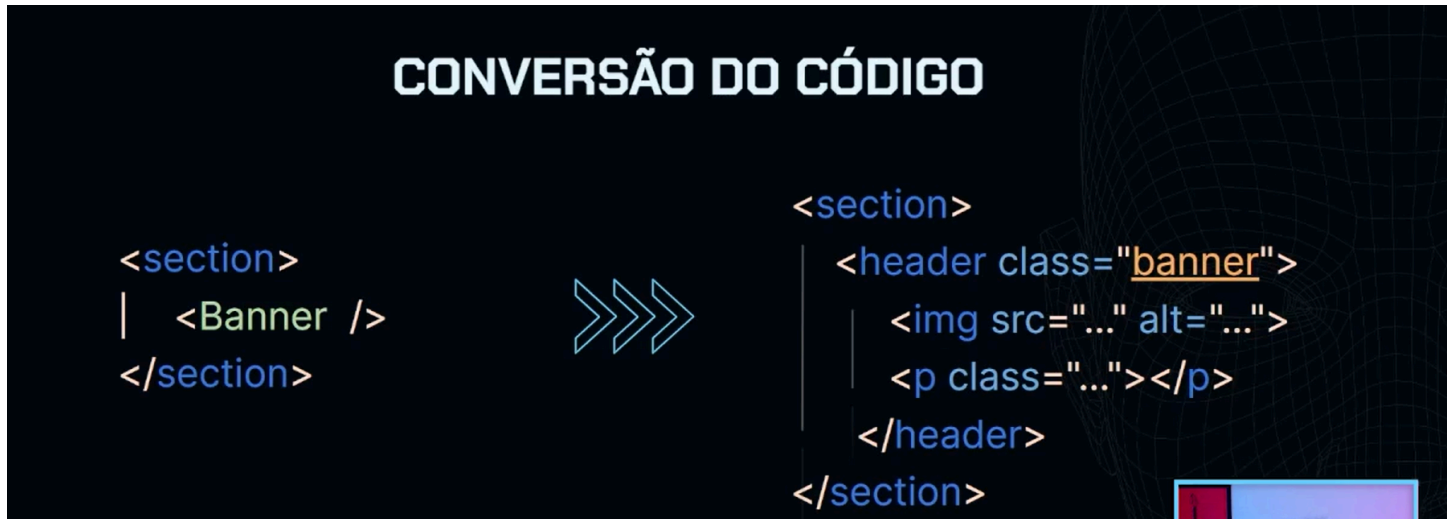 CONVERSÃO DO CÓDIGO
<section>
<Banner />
</section>
<section>
<header class="banner">
<img src="..." alt="...">
<p class="..."></p>
</header>
</section>